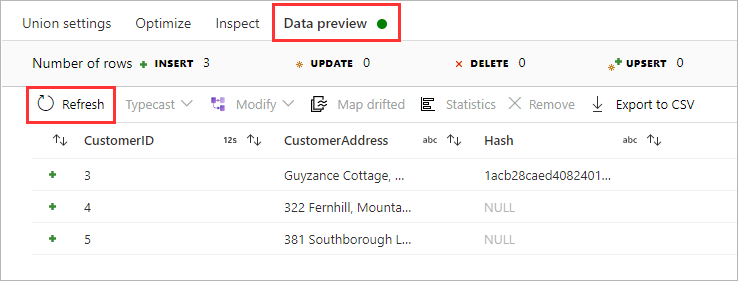 Union settings Optimize Inspect Data preview
Number of rows + INSERT 3 UPDATE 0 DELETE 0 UPSERT 0
Refresh Typecast Modify Map drifted Statistics Remove Export to CSV
CustomerID 12s CustomerAddress abc Hash abc
+ 3 Guyzance Cottage, ... 1acb28caed4082401...
+ 4 322 Fernhill, Mounta... NULL
+ 5 381 Southborough L... NULL